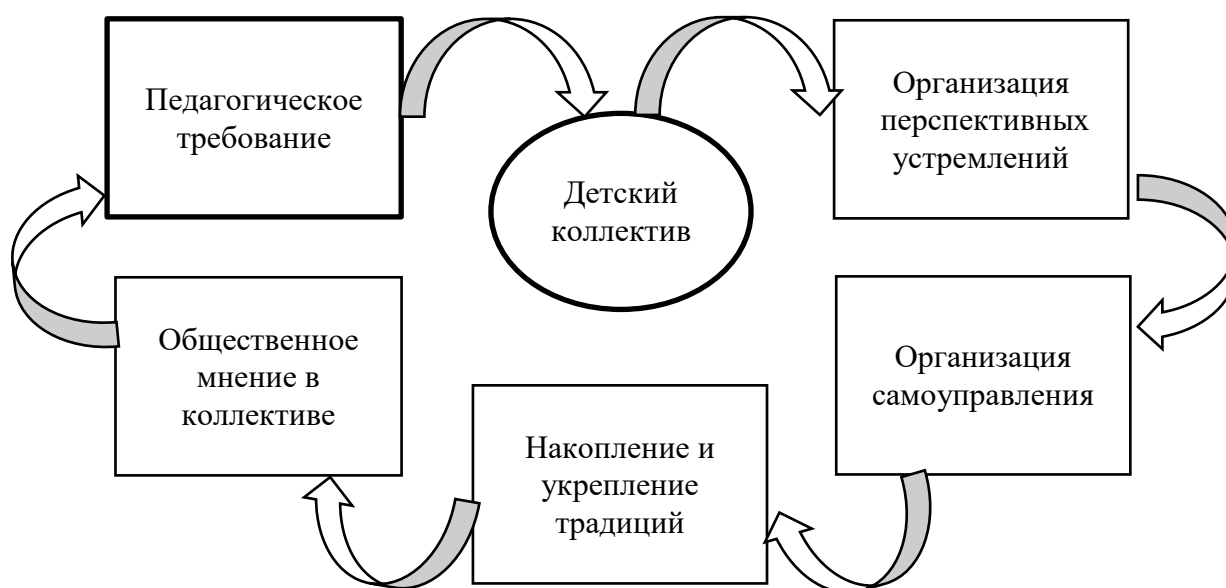 Педагогическое
требование
Детский
коллектив
Организация
перспективных
устремлений
Организация
самоуправления
Накопление и
укрепление
традиций
Общественное
мнение в
коллективе